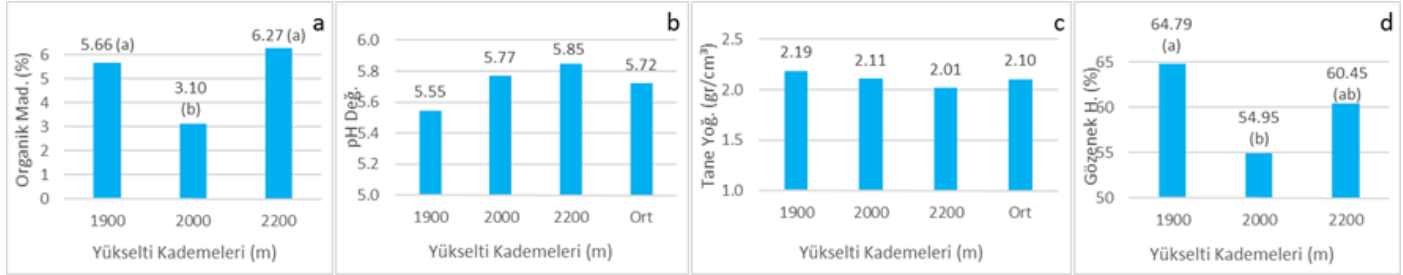 a
Organik Mad. (%)
6
5
4
3
2
1
0
5.66 (a)
3.10
(b)
6.27 (a)
1900
2000
2200
Yükselti Kademeleri (m)
b
pH Değ.
6.0
5.8
5.6
5.4
5.2
5.0
5.55
5.77
5.85
5.72
1900
2000
2200
Ort
Yükselti Kademeleri (m)
c
Tane Yoğ. (gr/cm³)
2.5
2.0
1.5
1.0
2.19
2.11
2.01
2.10
1900
2000
2200
Ort
Yükselti Kademeleri (m)
d
Gözenek H. (%)
65
60
55
50
64.79
(a)
54.95
(b)
60.45
(ab)
1900
2000
2200
Yükselti Kademeleri (m)